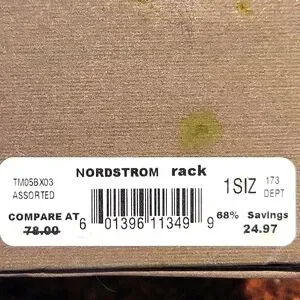 NORDSTROM rack
TM05BX03
ASSORTED
1SIZ
173
DEPT
COMPARE AT
78.00
6 01396 11349 9
68% Savings
24.97